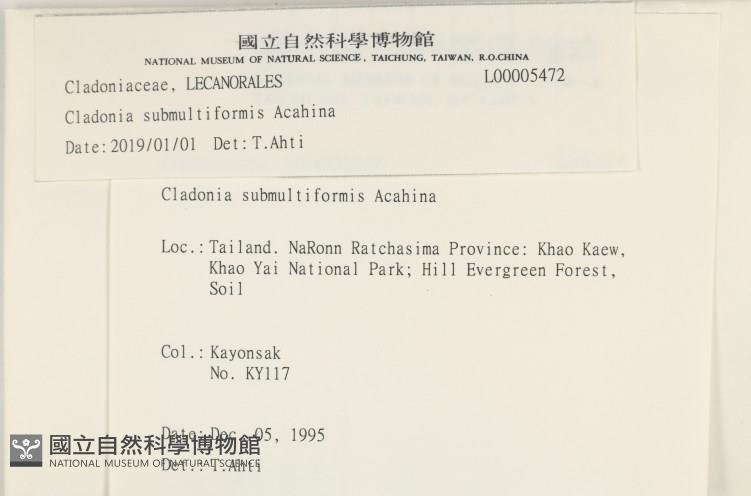 國立自然科學博物館
NATIONAL MUSEUM OF NATURAL SCIENCE, TAICHUNG, TAIWAN, R.O.CHINA
Cladoniaceae, LECANORALES L00005472
Cladonia submultiformis Acahina
Date:2019/01/01 Det:T.Ahti
Cladonia submultiformis Acahina
Loc.: Tailand. NaRonn Ratchasima Province: Khao Kaew,
Khao Yai National Park; Hill Evergreen Forest,
Soil
Col.: Kayonsak
No. KY117
Date: Dec. 05, 1995
國立自然科學博物館
NATIONAL MUSEUM OF NATURAL SCIENCE
Det.: T.Ahti